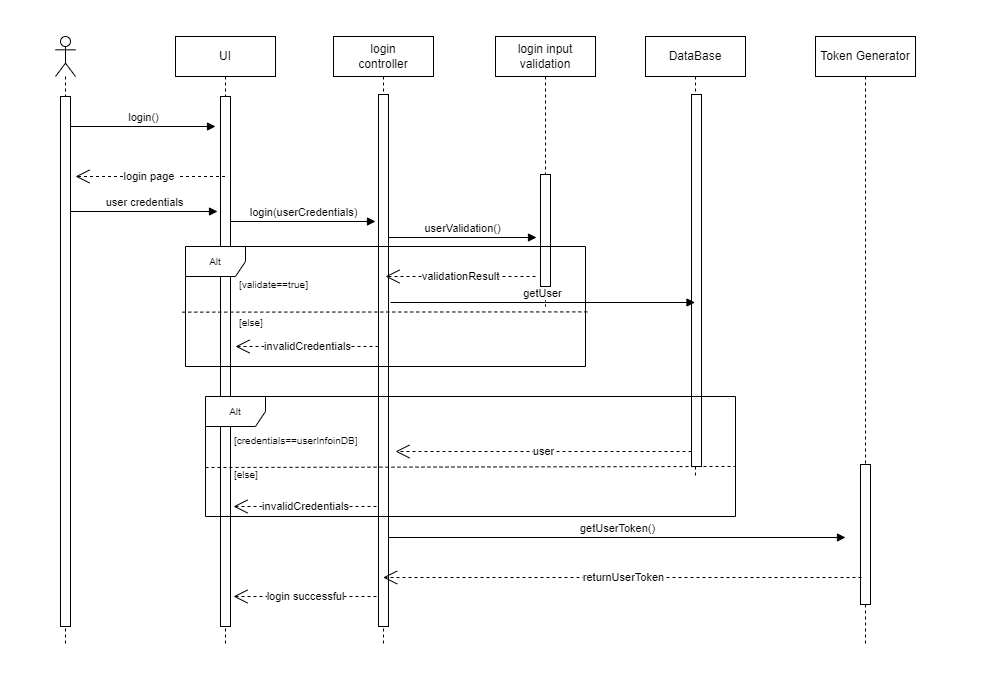 UI
login
controller
login input
validation
DataBase
Token Generator
login()
login page
user credentials
login(userCredentials)
userValidation()
Alt
validationResult
[validate==true]
getUser
[else]
invalidCredentials
Alt
[credentials==userInfoinDB]
user
[else]
invalidCredentials
getUserToken()
returnUserToken
login successful